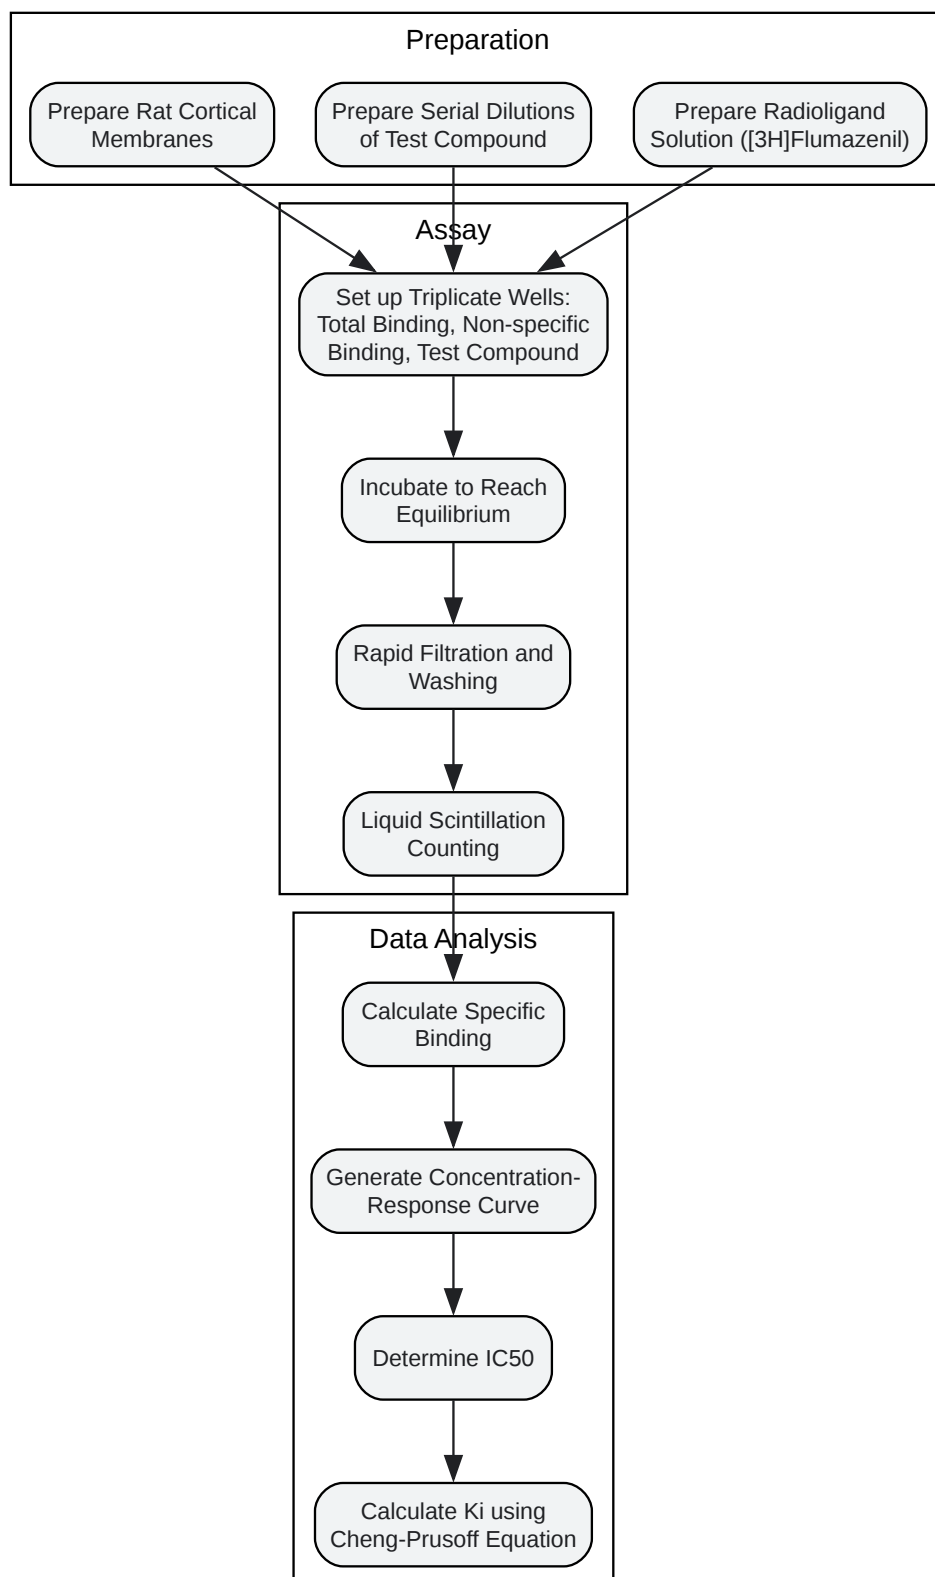 Preparation
Prepare Rat Cortical
Membranes
Prepare Serial Dilutions
of Test Compound
Prepare Radioligand
Solution ([3H]Flumazenil)
Assay
Set up Triplicate Wells:
Total Binding, Non-specific
Binding, Test Compound
Incubate to Reach
Equilibrium
Rapid Filtration and
Washing
Liquid Scintillation
Counting
Data Analysis
Calculate Specific
Binding
Generate Concentration-
Response Curve
Determine IC50
Calculate Ki using
Cheng-Prusoff Equation